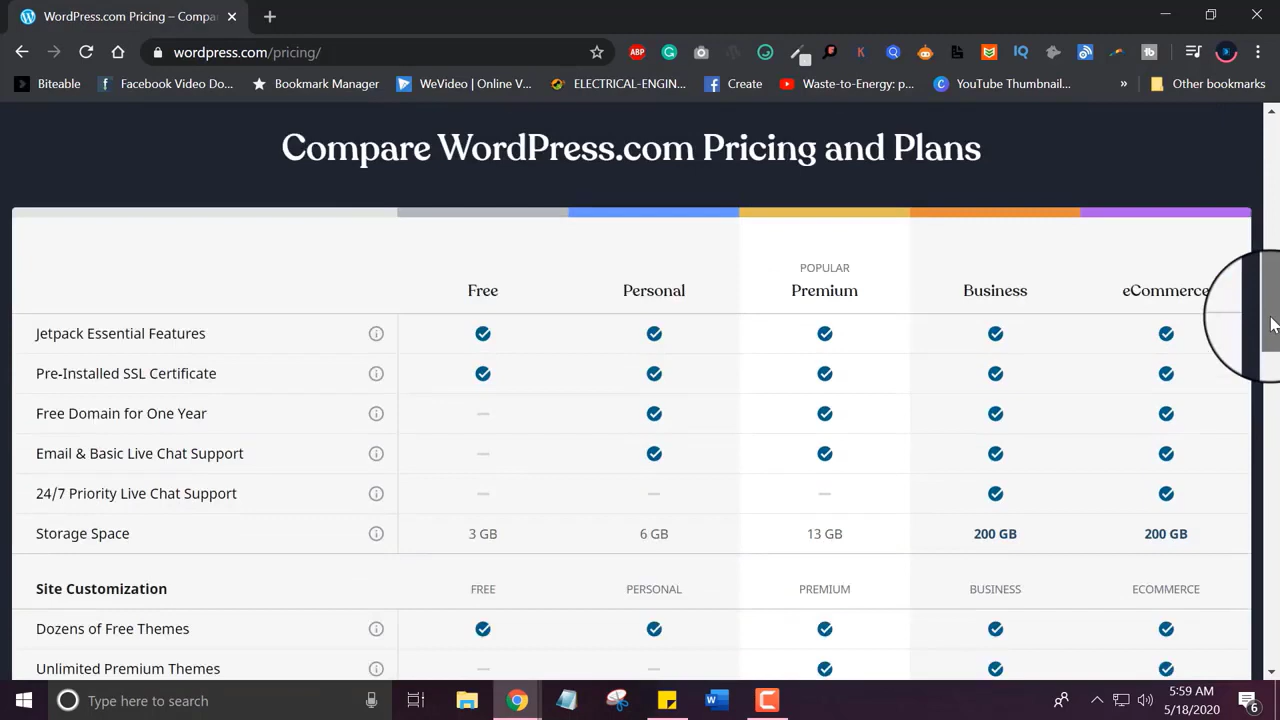 WordPress.com Pricing – Compa
wordpress.com/pricing/
ABP
IQ
Biteable
Facebook Video Do...
Bookmark Manager
WeVideo | Online V...
ELECTRICAL-ENGIN...
Create
Waste-to-Energy: p...
YouTube Thumbnail...
»
Other bookmarks
Compare WordPress.com Pricing and Plans
POPULAR
Free Personal Premium Business eCommerce
Jetpack Essential Features
Pre-Installed SSL Certificate
Free Domain for One Year
Email & Basic Live Chat Support
24/7 Priority Live Chat Support
Storage Space 3 GB 6 GB 13 GB 200 GB 200 GB
Site Customization FREE PERSONAL PREMIUM BUSINESS ECOMMERCE
Dozens of Free Themes
Unlimited Premium Themes
Type here to search
5:59 AM
5/18/2020
6